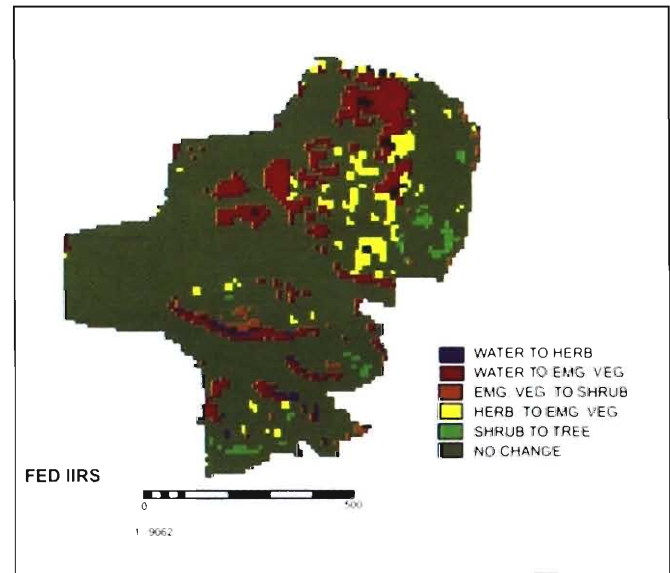 WATER TO HERB
WATER TO EMG VEG
EMG VEG TO SHRUB
HERB TO EMG VEG
SHRUB TO TREE
NO CHANGE
FED IIRS
0 500
1 9062